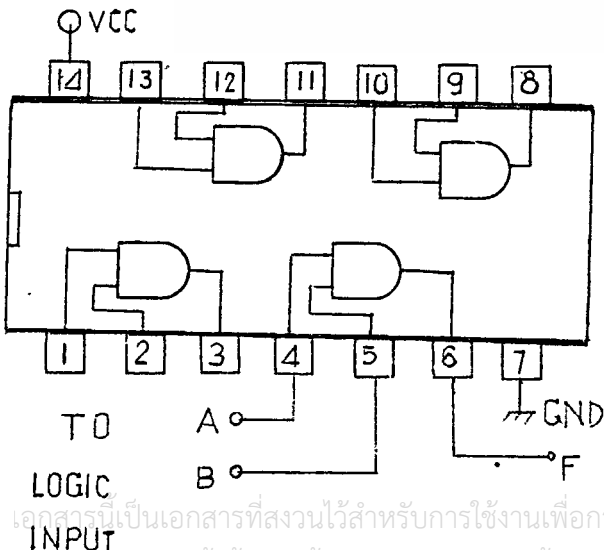 VCC
14 13 12 11 10 9 8
1 2 3 4 5 6 7
TO A GND
LOGIC B F
เอกสารนี้เป็นเอกสารที่สงวนไว้สำหรับการใช้งานเพื่อ
INPUT